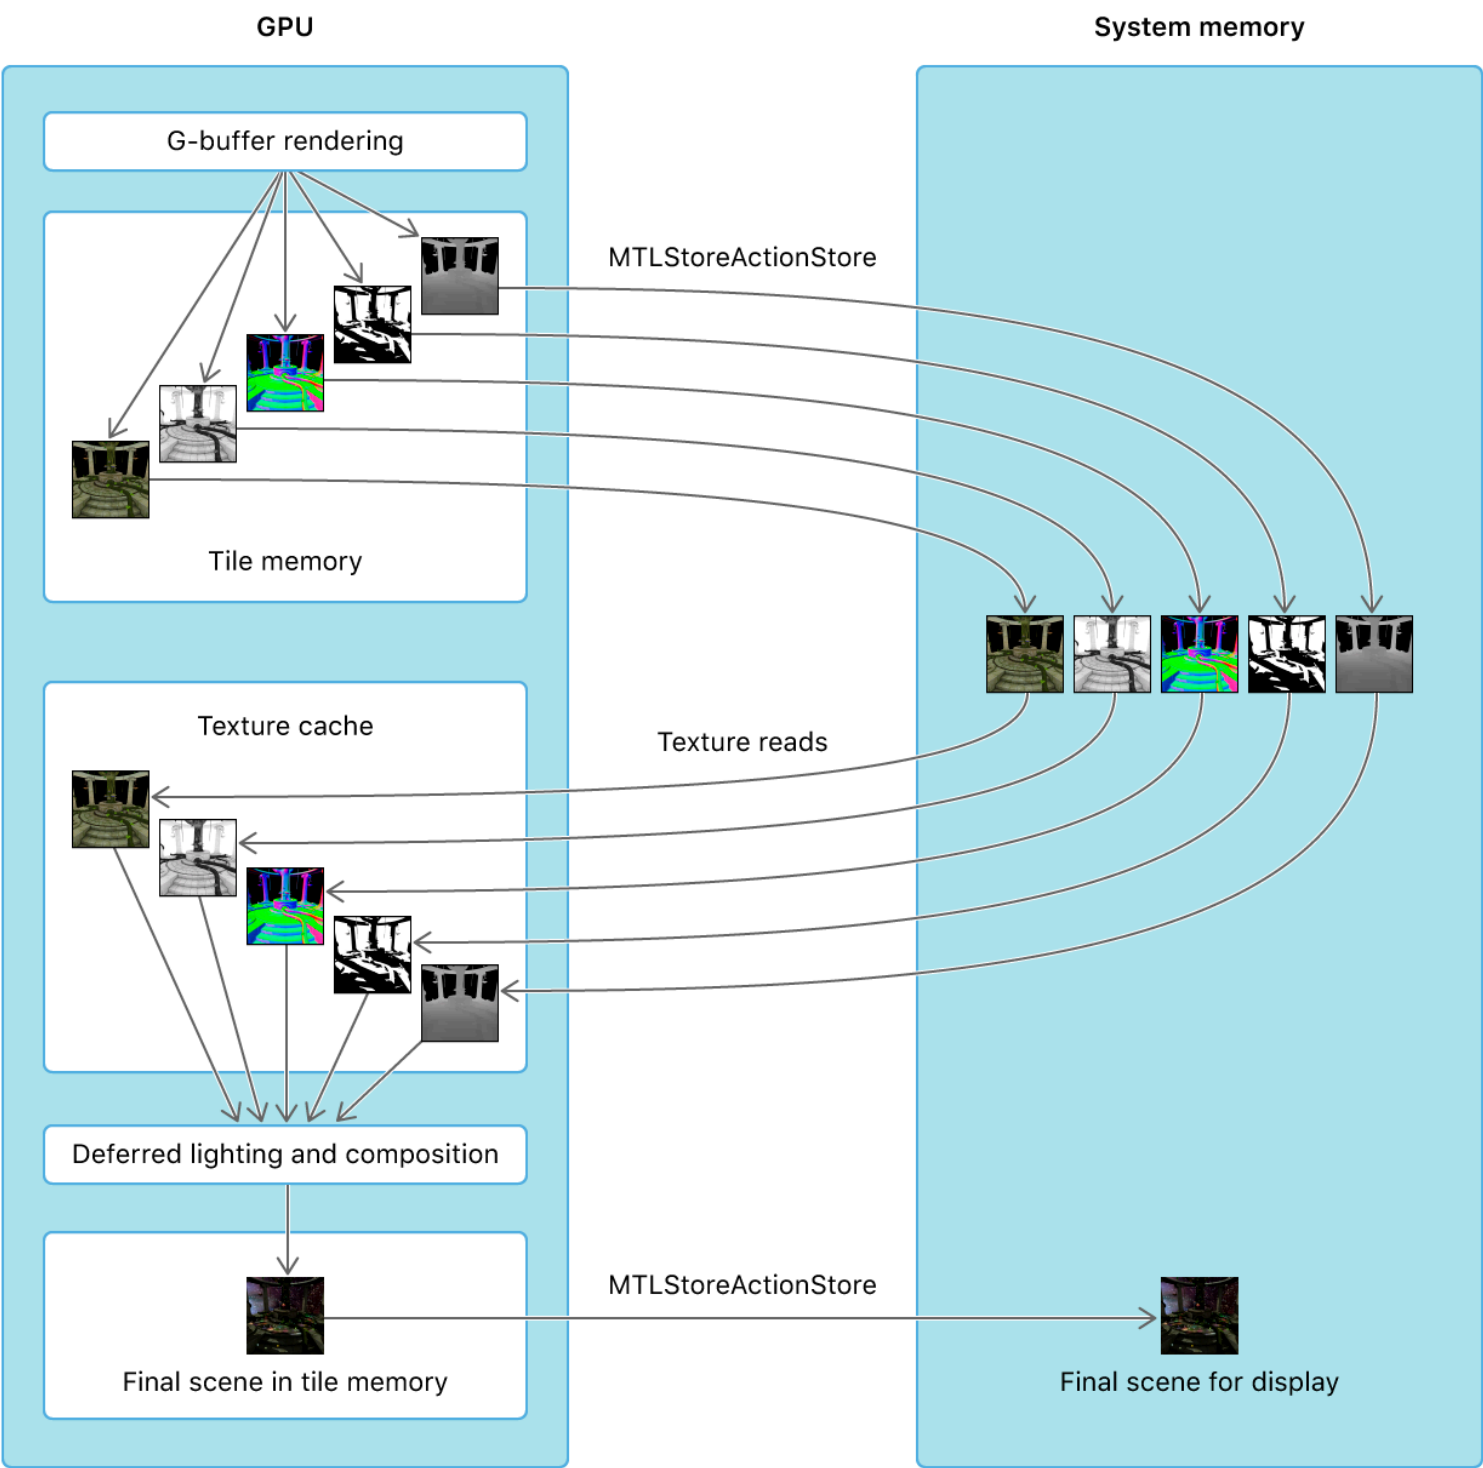 GPU
System memory
G-buffer rendering
MTLStoreActionStore
Tile memory
Texture cache
Texture reads
Deferred lighting and composition
MTLStoreActionStore
Final scene in tile memory
Final scene for display